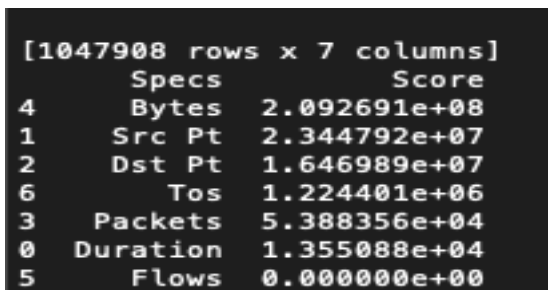 [1047908 rows x 7 columns]
Specs Score
4 Bytes 2.092691e+08
1 Src Pt 2.344792e+07
2 Dst Pt 1.646989e+07
6 Tos 1.224401e+06
3 Packets 5.388356e+04
0 Duration 1.355088e+04
5 Flows 0.000000e+00